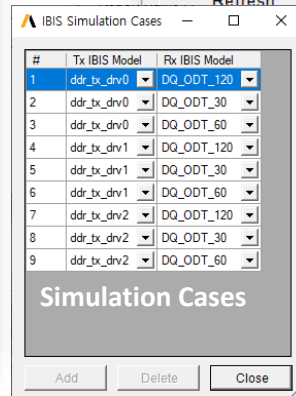 Refresh
IBIS Simulation Cases
# Tx IBIS Model Rx IBIS Model
1 ddr_tx_drv0 DQ_ODT_120
2 ddr_tx_drv0 DQ_ODT_30
3 ddr_tx_drv0 DQ_ODT_60
4 ddr_tx_drv1 DQ_ODT_120
5 ddr_tx_drv1 DQ_ODT_30
6 ddr_tx_drv1 DQ_ODT_60
7 ddr_tx_drv2 DQ_ODT_120
8 ddr_tx_drv2 DQ_ODT_30
9 ddr_tx_drv2 DQ_ODT_60
Simulation Cases
Add Delete Close